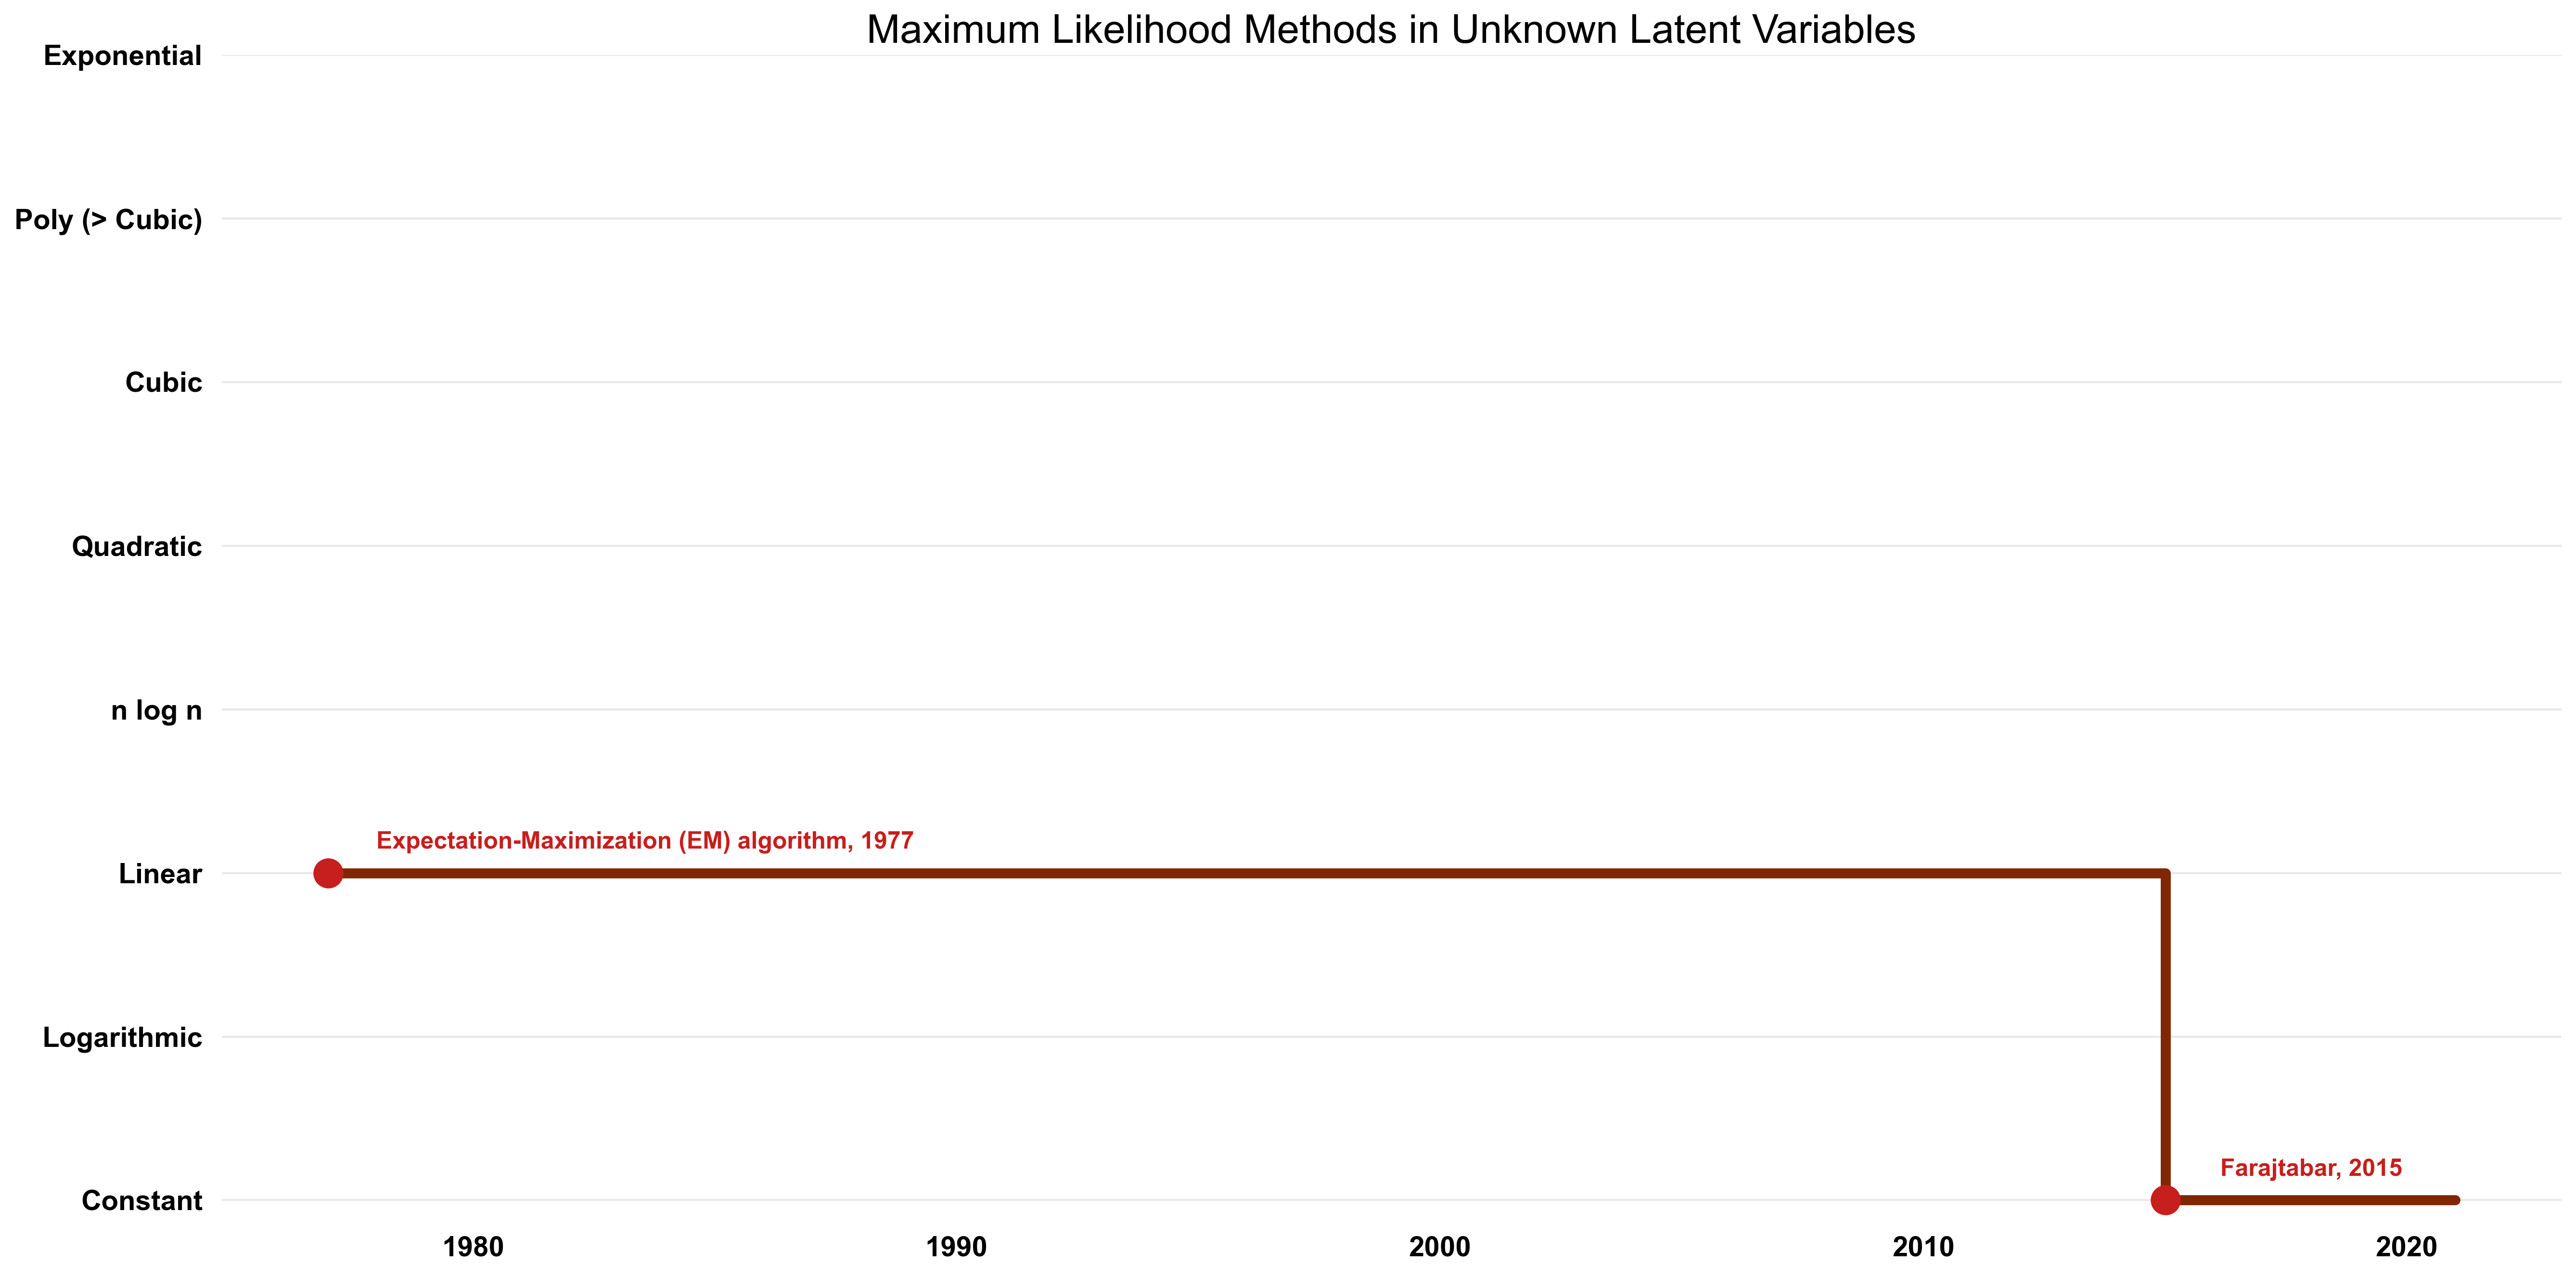 Maximum Likelihood Methods in Unknown Latent Variables
Exponential
Poly (> Cubic)
Cubic
Quadratic
n log n
Expectation-Maximization (EM) algorithm, 1977
Linear
Logarithmic
Farajtabar, 2015
Constant
1980 1990 2000 2010 2020